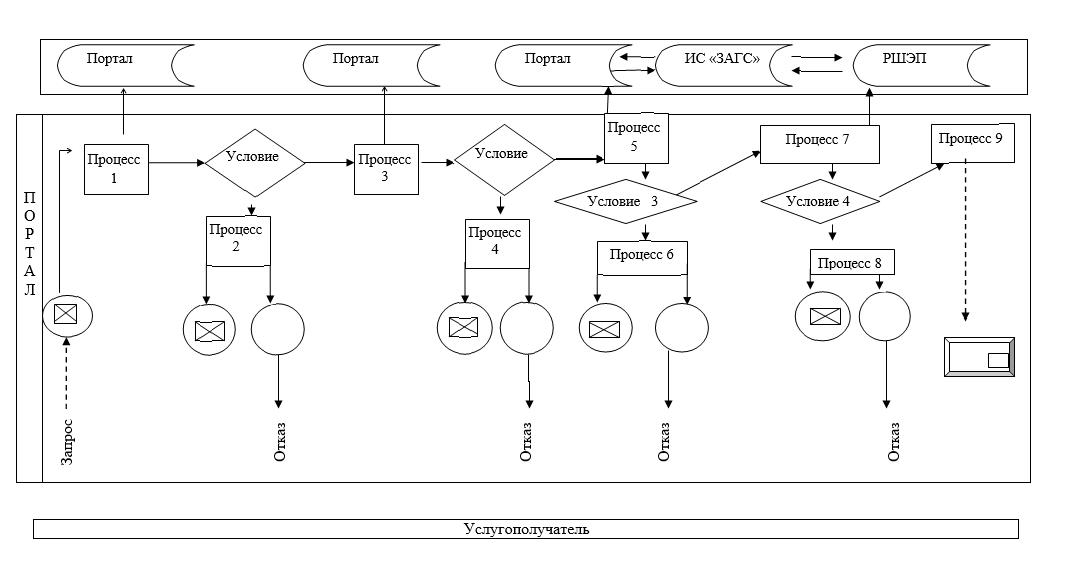 Портал
Портал
Портал
ИС «ЗАГС»
РШЭП
ПОРТАЛ
Процесс
1
Условие
Процесс
3
Условие
Процесс
5
Процесс 7
Процесс 9
Условие 3
Условие 4
Процесс
2
Процесс
4
Процесс 6
Процесс 8
Запрос
Отказ
Отказ
Отказ
Отказ
Услугополучатель